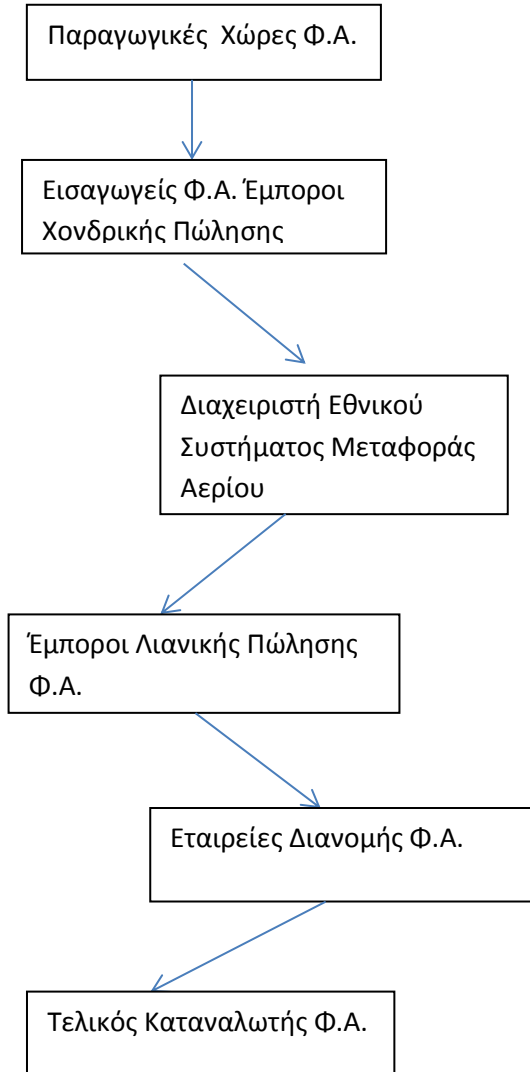 Παραγωγικές Χώρες Φ.Α.
Εισαγωγείς Φ.Α. Έμποροι
Χονδρικής Πώλησης
Διαχειριστή Εθνικού
Συστήματος Μεταφοράς
Αερίου
Έμποροι Λιανικής Πώλησης
Φ.Α.
Εταιρείες Διανομής Φ.Α.
Τελικός Καταναλωτής Φ.Α.